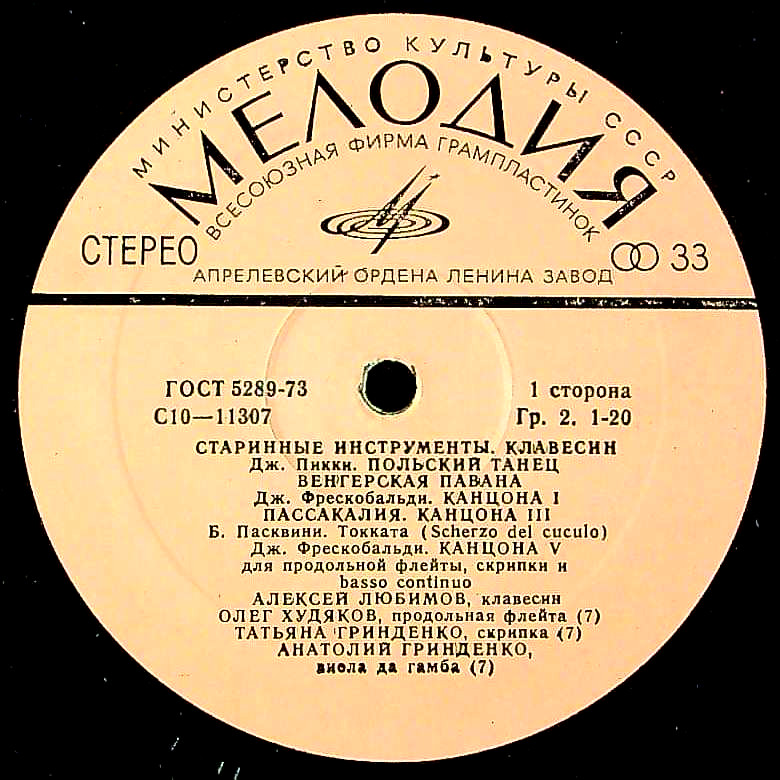 МИНИСТЕРСТВО КУЛЬТУРЫ СССР
МЕЛОДИЯ
ВСЕСОЮЗНАЯ ФИРМА ГРАМПЛАСТИНОК
СТЕРЕО
33
АПРЕЛЕВСКИЙ ОРДЕНА ЛЕНИНА ЗАВОД
ГОСТ 5289-73
1 сторона
С10—11307
Гр. 2. 1-20
СТАРИННЫЕ ИНСТРУМЕНТЫ. КЛАВЕСИН
Дж. Пикки. ПОЛЬСКИЙ ТАНЕЦ
ВЕНГЕРСКАЯ ПАВАНА
Дж. Фрескобальди. КАНЦОНА I
ПАССАКАЛИЯ. КАНЦОНА III
Б. Пасквини. Токката (Scherzo del cuculo)
Дж. Фрескобальди. КАНЦОНА V
для продольной флейты, скрипки и
basso continuo
АЛЕКСЕЙ ЛЮБИМОВ, клавесин
ОЛЕГ ХУДЯКОВ, продольная флейта (7)
ТАТЬЯНА ГРИНДЕНКО, скрипка (7)
АНАТОЛИЙ ГРИНДЕНКО,
виола да гамба (7)